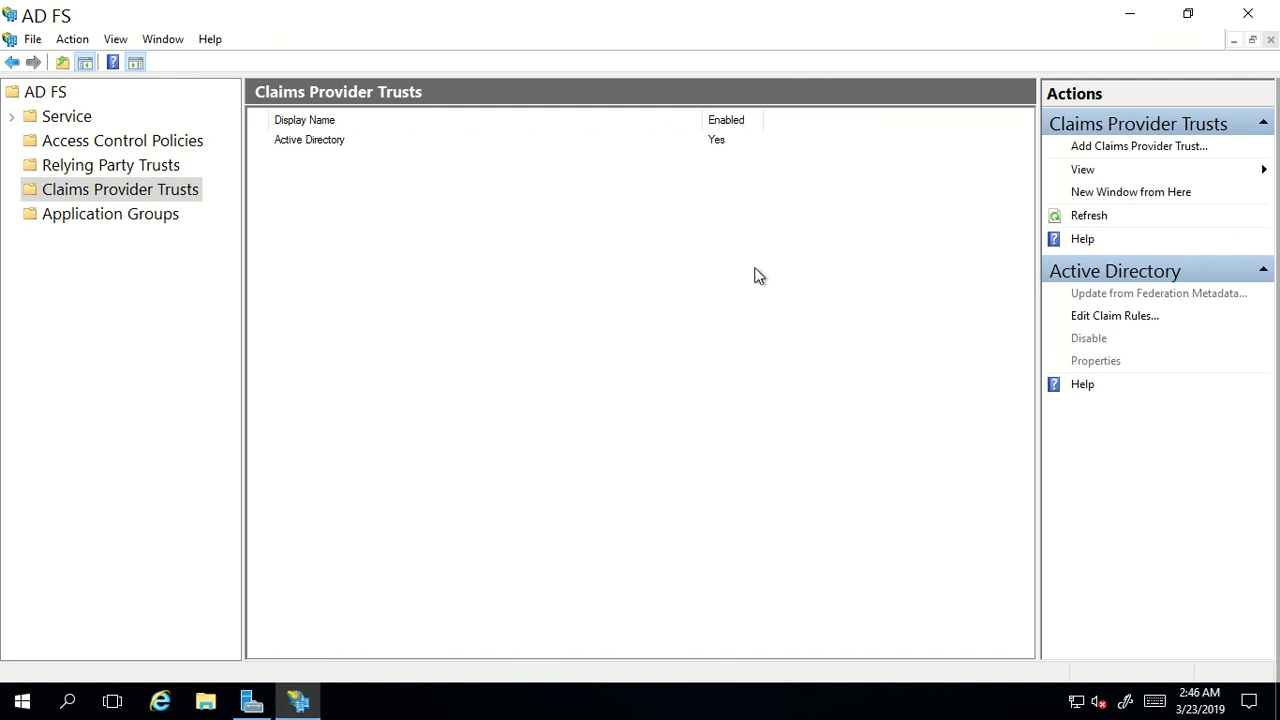 AD FS
File Action View Window Help
AD FS
Service
Access Control Policies
Relying Party Trusts
Claims Provider Trusts
Application Groups
Claims Provider Trusts
Display Name Enabled
Active Directory Yes
Actions
Claims Provider Trusts
Add Claims Provider Trust...
View
New Window from Here
Refresh
Help
Active Directory
Update from Federation Metadata...
Edit Claim Rules...
Disable
Properties
Help
2:46 AM
3/23/2019